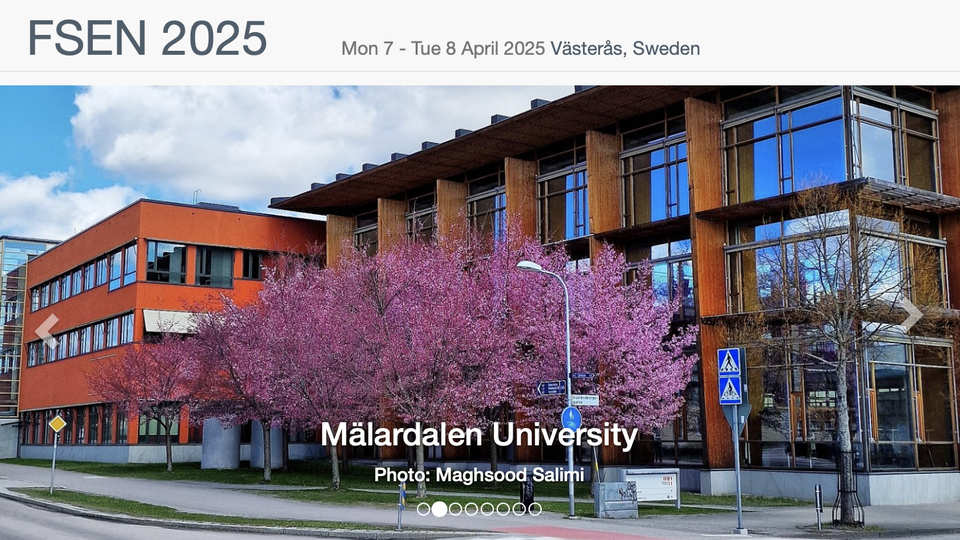 FSEN 2025
Mon 7 - Tue 8 April 2025 Västerås, Sweden
Mälardalen University
Photo: Maghsood Salimi